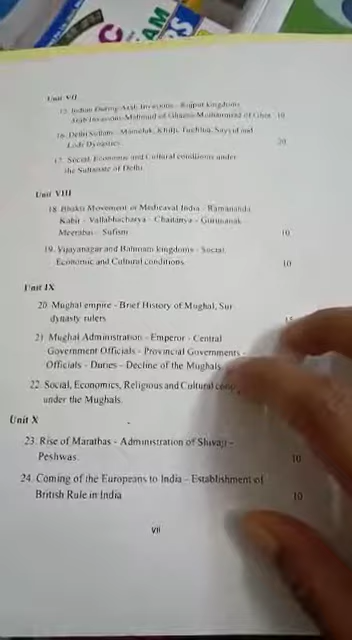 Unit VII
15. Indian During Arab Invasions - Rajput kingdoms
Arab Invasions-Mahmud of Ghazni-Mohammad of Ghor 10
16. Delhi Sultans - Mameluk, Khilji, Tuchluq, Sayyid and
Lodi Dynasties. 20
17. Social, Economic and Cultural conditions under
the Sultanate of Delhi.
Unit VIII
18. Bhakti Movement in Medieaval India - Ramananda,
Kabir - Vallabhacharya - Chaitanya - Gurunanak
Meerabai - Sufism 10
19. Vijayanagar and Bahmani kingdoms - Social,
Economic and Cultural conditions. 10
Unit IX
20. Mughal empire - Brief History of Mughal, Sur
dynasty rulers
21. Mughal Administration - Emperor - Central
Government Officials - Provincial Governments -
Officials - Duties - Decline of the Mughals
22. Social, Economics, Religious and Cultural
under the Mughals.
Unit X
23. Rise of Marathas - Administration of Shivaji -
Peshwas. 10
24. Coming of the Europeans to India - Establishment of
British Rule in India 10
vii